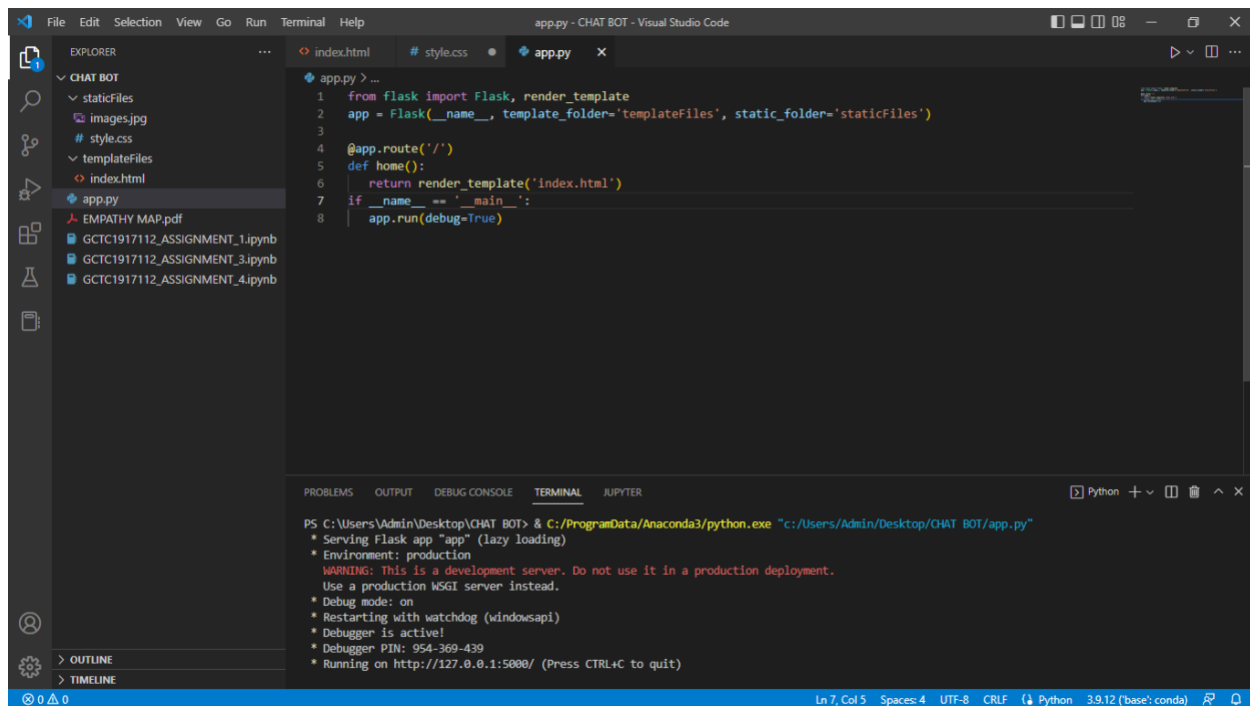 File Edit Selection View Go Run Terminal Help
app.py - CHAT BOT - Visual Studio Code
EXPLORER
1
CHAT BOT
staticFiles
images.jpg
# style.css
templateFiles
<> index.html
app.py
EMPATHY MAP.pdf
GCTC1917112_ASSIGNMENT_1.ipynb
GCTC1917112_ASSIGNMENT_3.ipynb
GCTC1917112_ASSIGNMENT_4.ipynb
OUTLINE
TIMELINE
<> index.html # style.css app.py
app.py > ...
1 from flask import Flask, render_template
2 app = Flask(__name__, template_folder='templateFiles', static_folder='staticFiles')
3
4 @app.route('/')
5 def home():
6 return render_template('index.html')
7 if __name__ == '__main__':
8 app.run(debug=True)
PROBLEMS OUTPUT DEBUG CONSOLE TERMINAL JUPYTER
Python
PS C:\Users\Admin\Desktop\CHAT BOT> & C:/ProgramData/Anaconda3/python.exe "c:/Users/Admin/Desktop/CHAT BOT/app.py"
* Serving Flask app "app" (lazy loading)
* Environment: production
WARNING: This is a development server. Do not use it in a production deployment.
Use a production WSGI server instead.
* Debug mode: on
* Restarting with watchdog (windowsapi)
* Debugger is active!
* Debugger PIN: 954-369-439
* Running on http://127.0.0.1:5000/ (Press CTRL+C to quit)
0 0
Ln 7, Col 5 Spaces: 4 UTF-8 CRLF Python 3.9.12 ('base': conda)